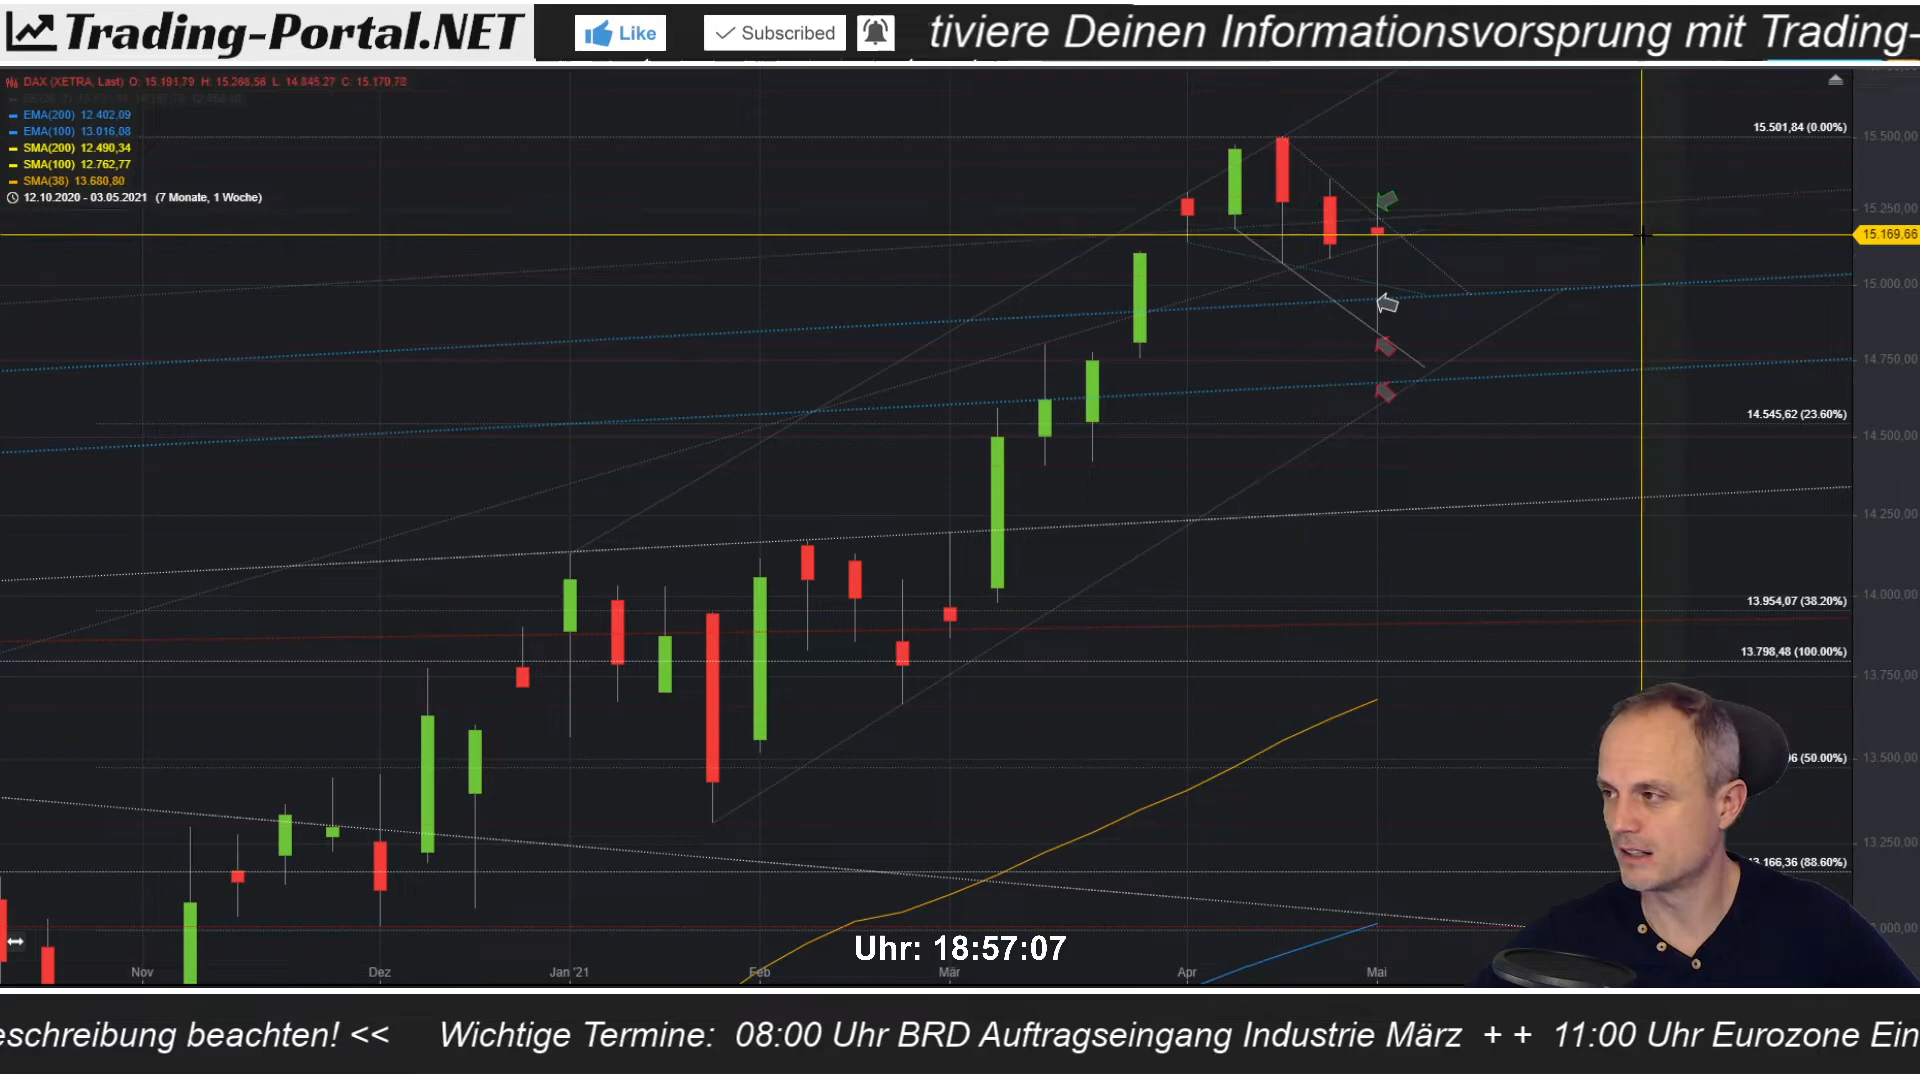 Trading-Portal.NET
Like
Subscribed
tiviere Deinen Informationsvorsprung mit Trading-
DAX (XETRA, Last) O: 15.191,79 H: 15.268,56 L: 14.845,27 C: 15.170,78
EMA(200) 12.402,09
EMA(100) 13.016,08
SMA(200) 12.490,34
SMA(100) 12.762,77
SMA(38) 13.680,80
12.10.2020 - 03.05.2021 (7 Monate, 1 Woche)
15.501,84 (0.00%)
15.500,00
15.250,00
15.169,66
15.000,00
14.750,00
14.545,62 (23.60%)
14.500,00
14.250,00
14.000,00
13.954,07 (38.20%)
13.798,48 (100.00%)
13.750,00
13.500,00
(50.00%)
13.250,00
13.166,36 (88.60%)
Uhr: 18:57:07
Nov
Dez
Jan '21
Feb
Mär
Apr
Mai
eschreibung beachten! << Wichtige Termine: 08:00 Uhr BRD Auftragseingang Industrie März + + 11:00 Uhr Eurozone Ein